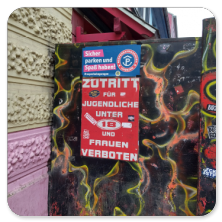 Sicher
parken und
Spaß haben!
ZUTRITT
FÜR
JUGENDLICHE
UNTER
18
UND
FRAUEN
VERBOTEN